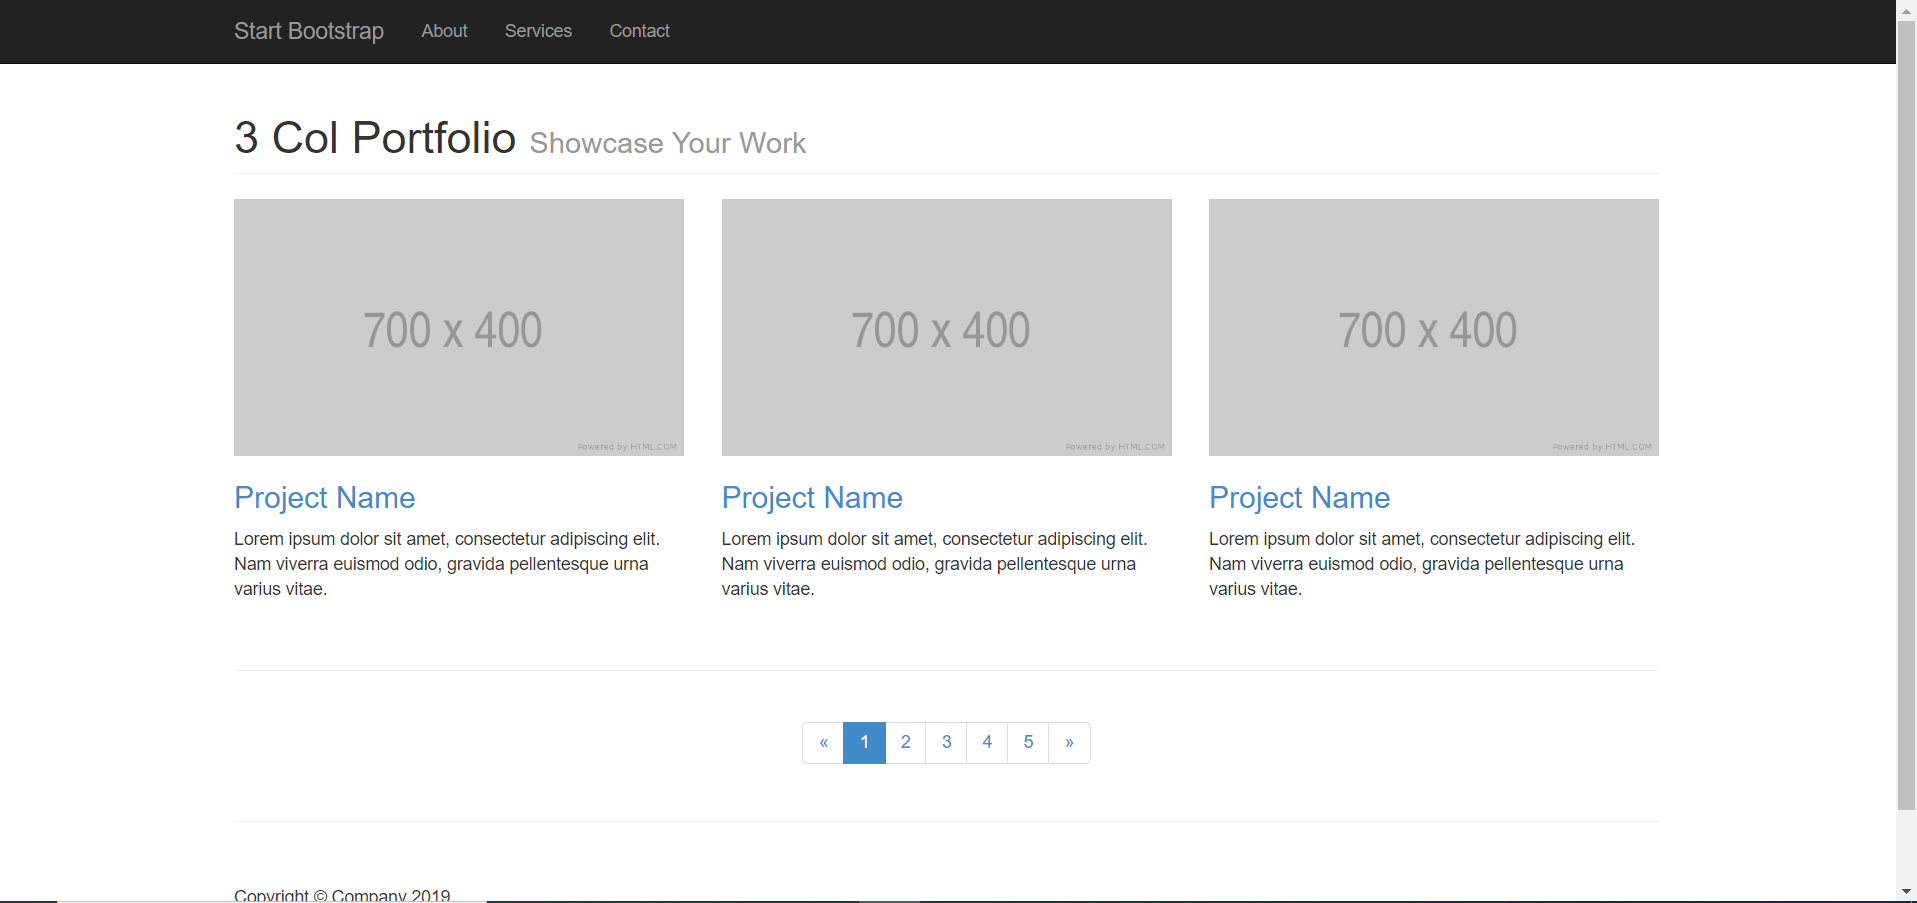 Start Bootstrap About Services Contact
3 Col Portfolio Showcase Your Work
700 x 400
Powered by HTML.COM
700 x 400
Powered by HTML.COM
700 x 400
Powered by HTML.COM
Project Name
Lorem ipsum dolor sit amet, consectetur adipiscing elit.
Nam viverra euismod odio, gravida pellentesque urna
varius vitae.
Project Name
Lorem ipsum dolor sit amet, consectetur adipiscing elit.
Nam viverra euismod odio, gravida pellentesque urna
varius vitae.
Project Name
Lorem ipsum dolor sit amet, consectetur adipiscing elit.
Nam viverra euismod odio, gravida pellentesque urna
varius vitae.
« 1 2 3 4 5 »
Copyright © Company 2019